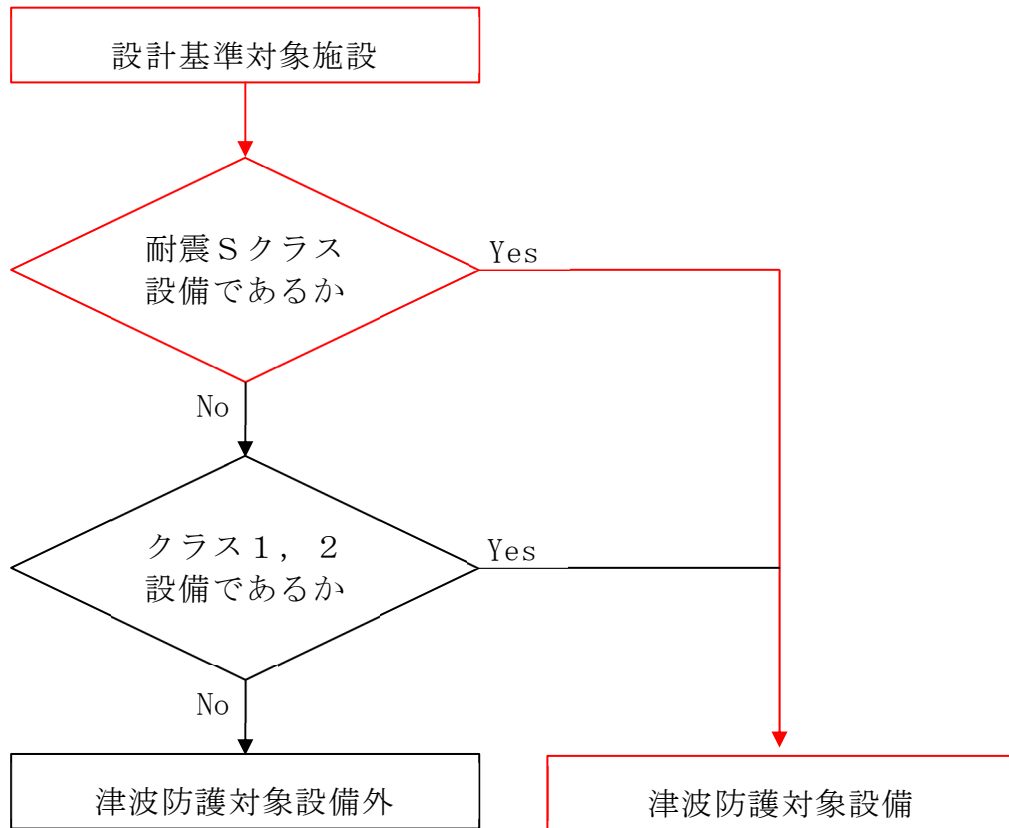 設計基準対象施設
耐震Ｓクラス
設備であるか
Yes
No
クラス１，２
設備であるか
Yes
No
津波防護対象設備外
津波防護対象設備